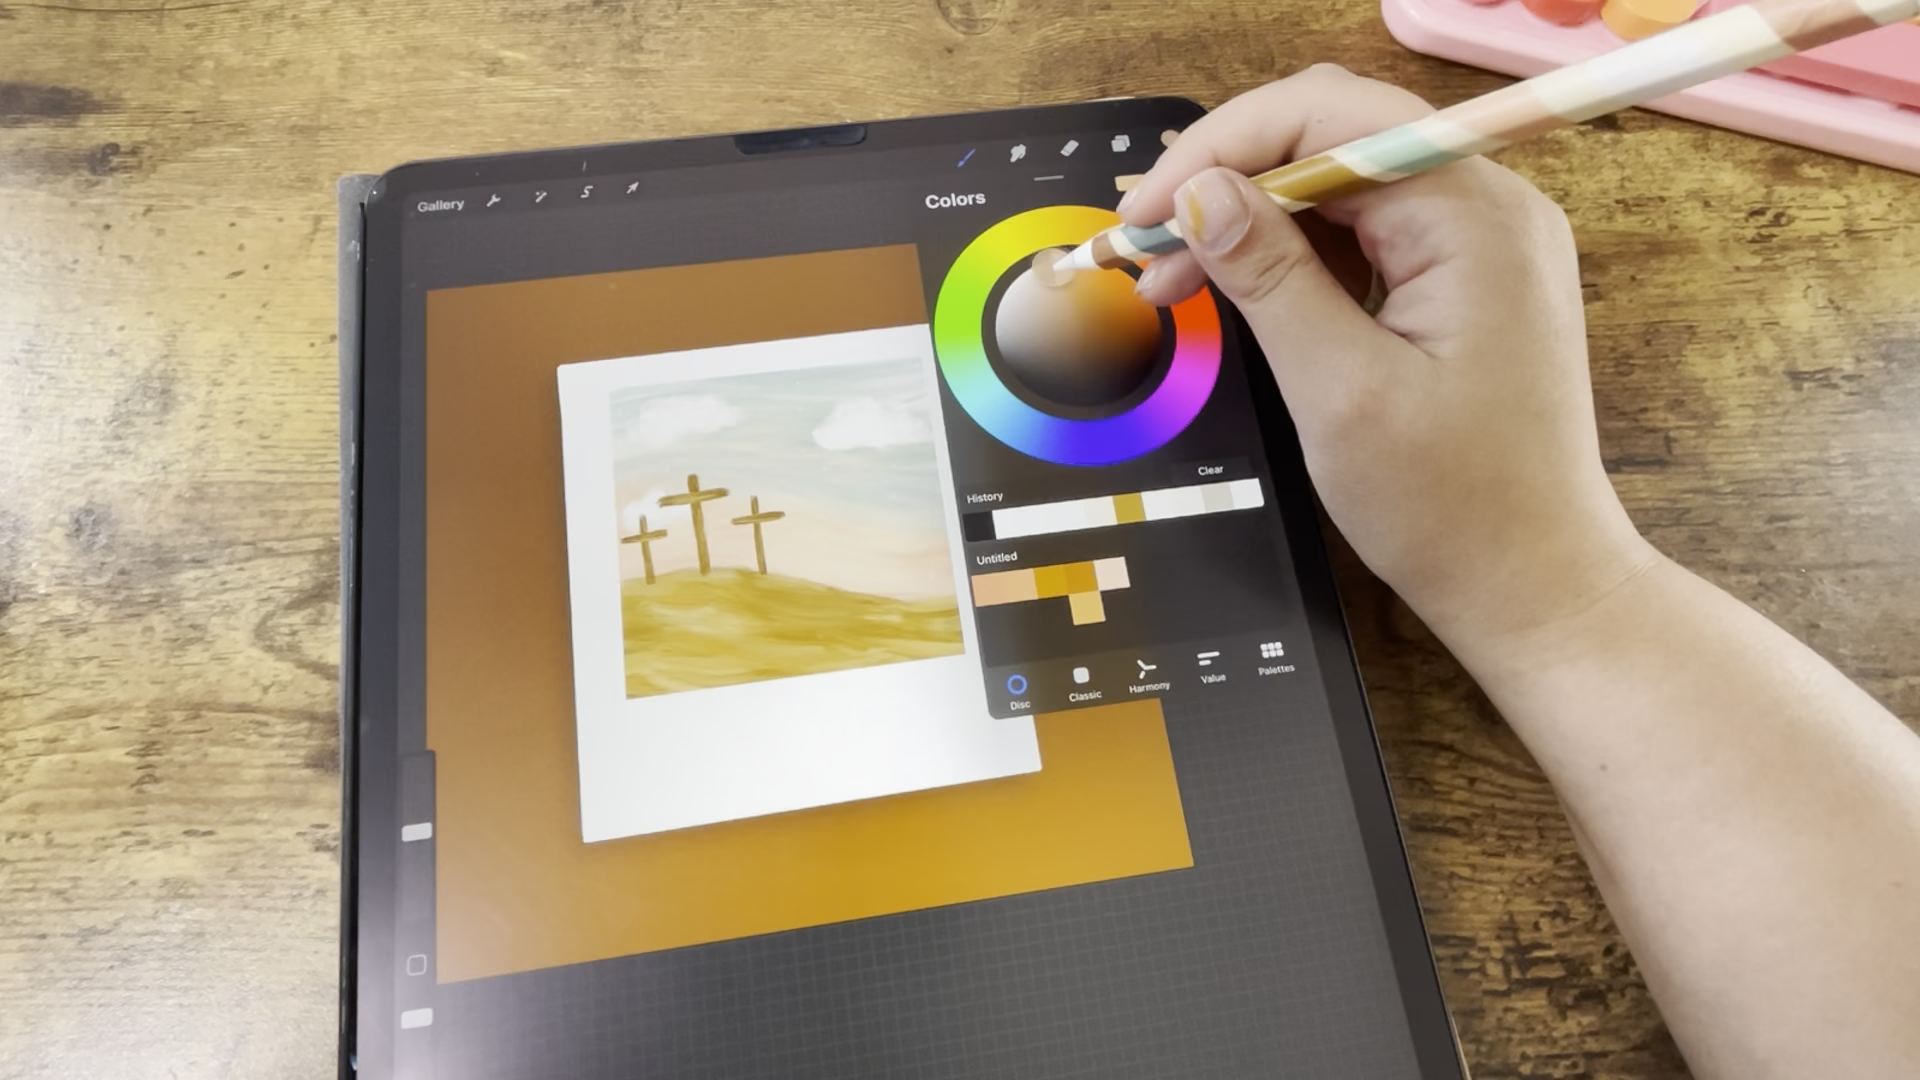 Gallery
Colors
Clear
History
Untitled
Disc
Classic
Harmony
Value
Palettes